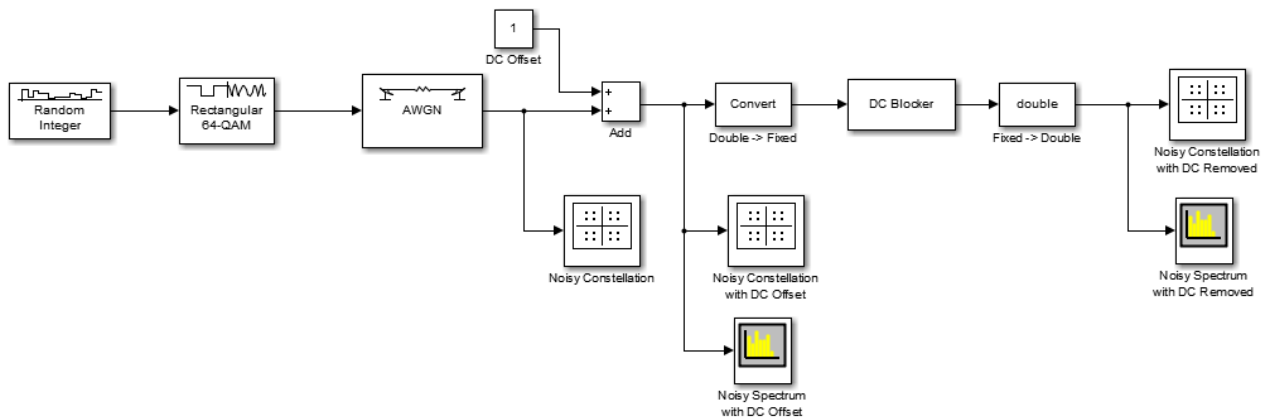 1
DC Offset
Random
Integer
Rectangular
64-QAM
AWGN
+
+
Add
Convert
Double -> Fixed
DC Blocker
double
Fixed -> Double
Noisy Constellation
with DC Removed
Noisy Constellation
Noisy Constellation
with DC Offset
Noisy Spectrum
with DC Removed
Noisy Spectrum
with DC Offset